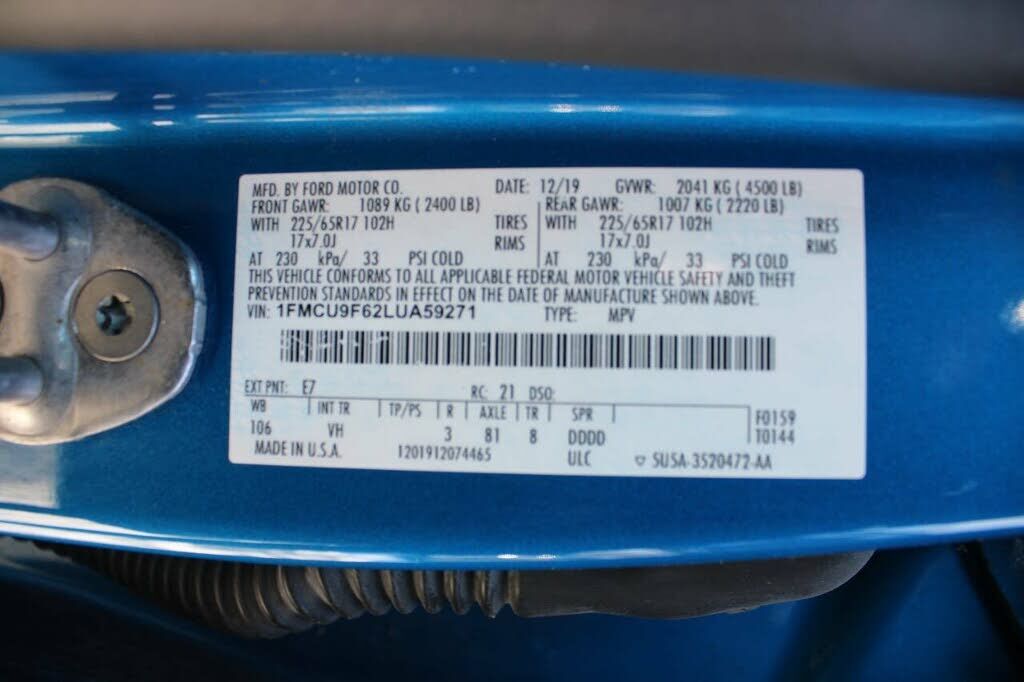 MFD. BY FORD MOTOR CO. DATE: 12/19 GVWR: 2041 KG ( 4500 LB)
FRONT GAWR: 1089 KG ( 2400 LB) REAR GAWR: 1007 KG ( 2220 LB)
WITH 225/65R17 102H TIRES 225/65R17 102H TIRES
17x7.0J RIMS 17x7.0J RIMS
AT 230 kPa/ 33 PSI COLD AT 230 kPa/ 33 PSI COLD
THIS VEHICLE CONFORMS TO ALL APPLICABLE FEDERAL MOTOR VEHICLE SAFETY AND THEFT
PREVENTION STANDARDS IN EFFECT ON THE DATE OF MANUFACTURE SHOWN ABOVE.
VIN: 1FMCU9F62LUA59271 TYPE: MPV
EXT PNT: E7 RC: 21 DSO:
WB INT TR TP/PS R AXLE TR SPR F0159
106 VH 3 81 8 DDDD T0144
MADE IN U.S.A. 1201912074465 ULC SU5A-3520472-AA